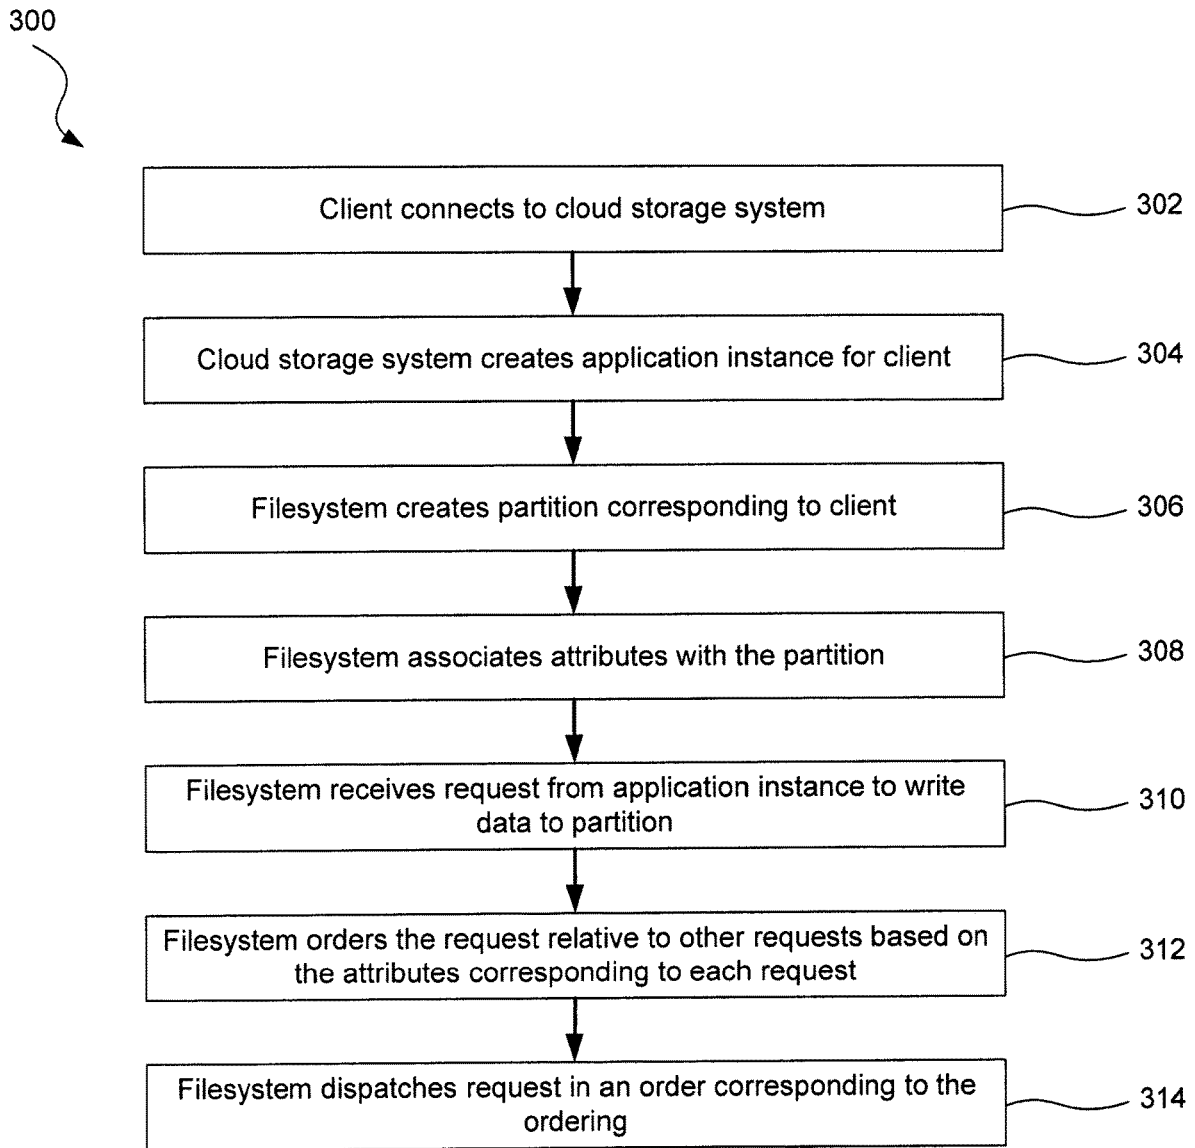 300
Client connects to cloud storage system
302
Cloud storage system creates application instance for client
304
Filesystem creates partition corresponding to client
306
Filesystem associates attributes with the partition
308
Filesystem receives request from application instance to write
data to partition
310
Filesystem orders the request relative to other requests based on
the attributes corresponding to each request
312
Filesystem dispatches request in an order corresponding to the
ordering
314